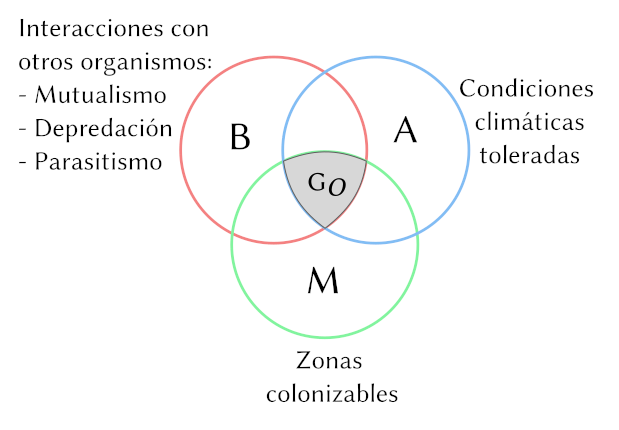 Interacciones con
otros organismos:
- Mutualismo
- Depredación
- Parasitismo
B
A
Condiciones
climáticas
toleradas
GO
M
Zonas
colonizables